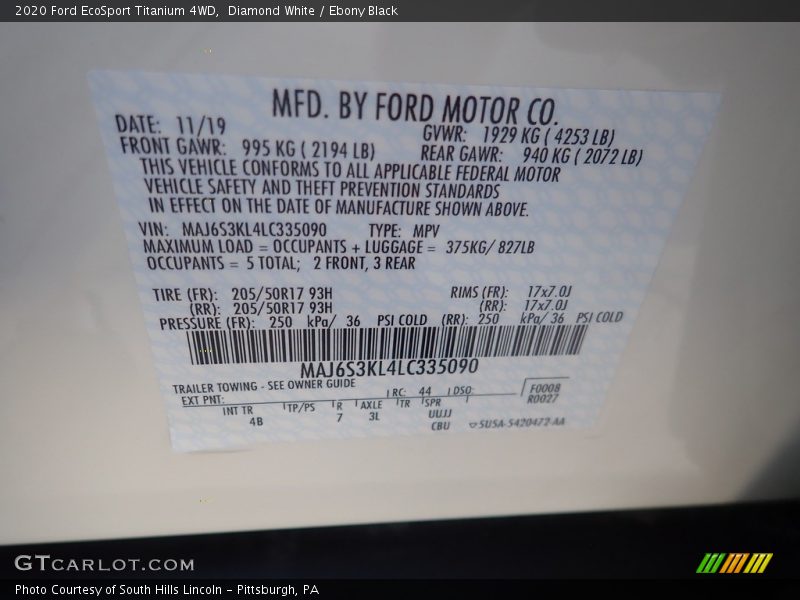 2020 Ford EcoSport Titanium 4WD,  Diamond White / Ebony Black
MFD. BY FORD MOTOR CO.
DATE: 11/19 GVWR: 1929 KG ( 4253 LB)
FRONT GAWR: 995 KG ( 2194 LB) REAR GAWR: 940 KG ( 2072 LB)
THIS VEHICLE CONFORMS TO ALL APPLICABLE FEDERAL MOTOR
VEHICLE SAFETY AND THEFT PREVENTION STANDARDS
IN EFFECT ON THE DATE OF MANUFACTURE SHOWN ABOVE.
VIN: MAJ6S3KL4LC335090 TYPE: MPV
MAXIMUM LOAD = OCCUPANTS + LUGGAGE = 375KG/ 827LB
OCCUPANTS = 5 TOTAL; 2 FRONT, 3 REAR
TIRE (FR): 205/50R17 93H RIMS (FR): 17x7.0J
(RR): 205/50R17 93H (RR): 17x7.0J
PRESSURE (FR): 250 kPa/ 36 PSI COLD (RR): 250 kPa/ 36 PSI COLD
MAJ6S3KL4LC335090
TRAILER TOWING - SEE OWNER GUIDE
EXT PNT: RC: 44 DSO: F0008
R0027
INT TR TP/PS R AXLE TR SPR
4B 7 3L UUJJ
CBU 5USA-5420472-AA
GTCARLOT.COM
Photo Courtesy of South Hills Lincoln - Pittsburgh, PA